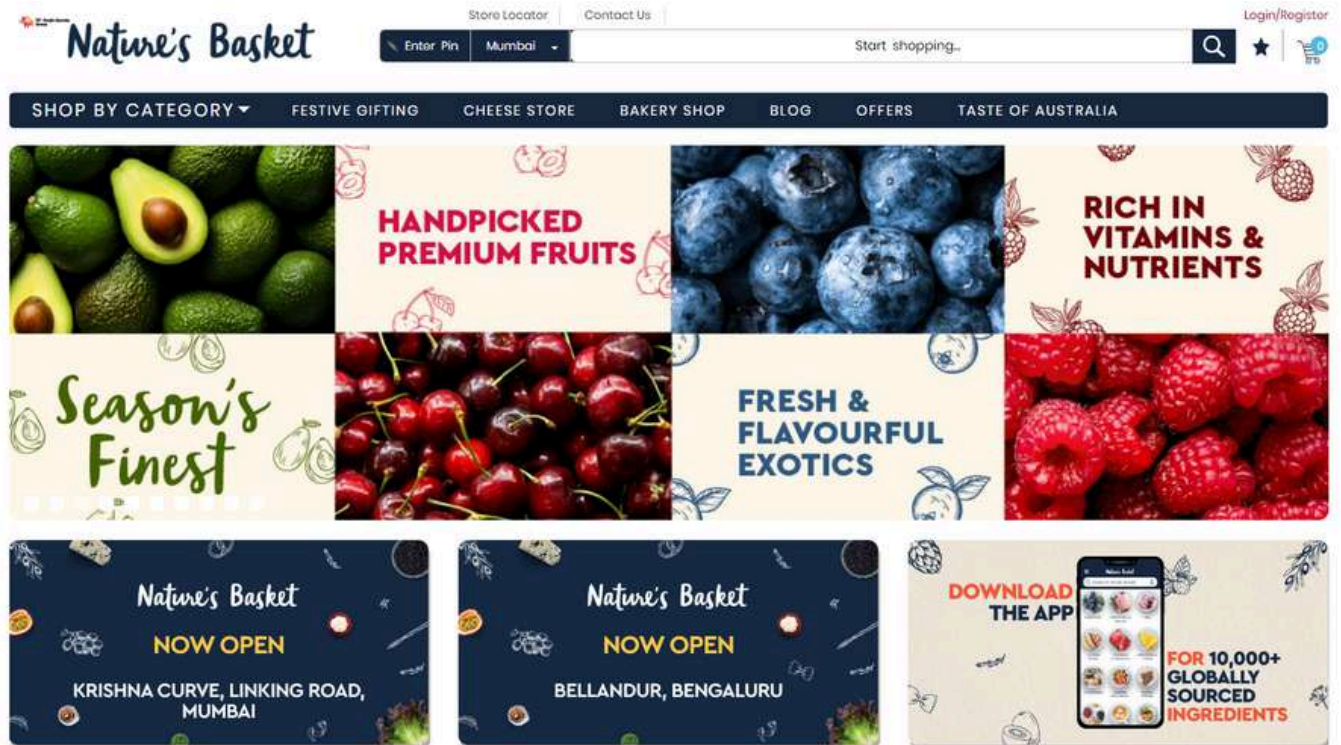 Store Locator
Contact Us
Login/Register
Nature's Basket
Enter Pin
Mumbai
Start shopping...
0
SHOP BY CATEGORY
FESTIVE GIFTING
CHEESE STORE
BAKERY SHOP
BLOG
OFFERS
TASTE OF AUSTRALIA
HANDPICKED
PREMIUM FRUITS
RICH IN
VITAMINS &
NUTRIENTS
Season's
Finest
FRESH &
FLAVOURFUL
EXOTICS
Nature's Basket
NOW OPEN
KRISHNA CURVE, LINKING ROAD,
MUMBAI
Nature's Basket
NOW OPEN
BELLANDUR, BENGALURU
DOWNLOAD
THE APP
Nature's Basket
FOR 10,000+
GLOBALLY
SOURCED
INGREDIENTS